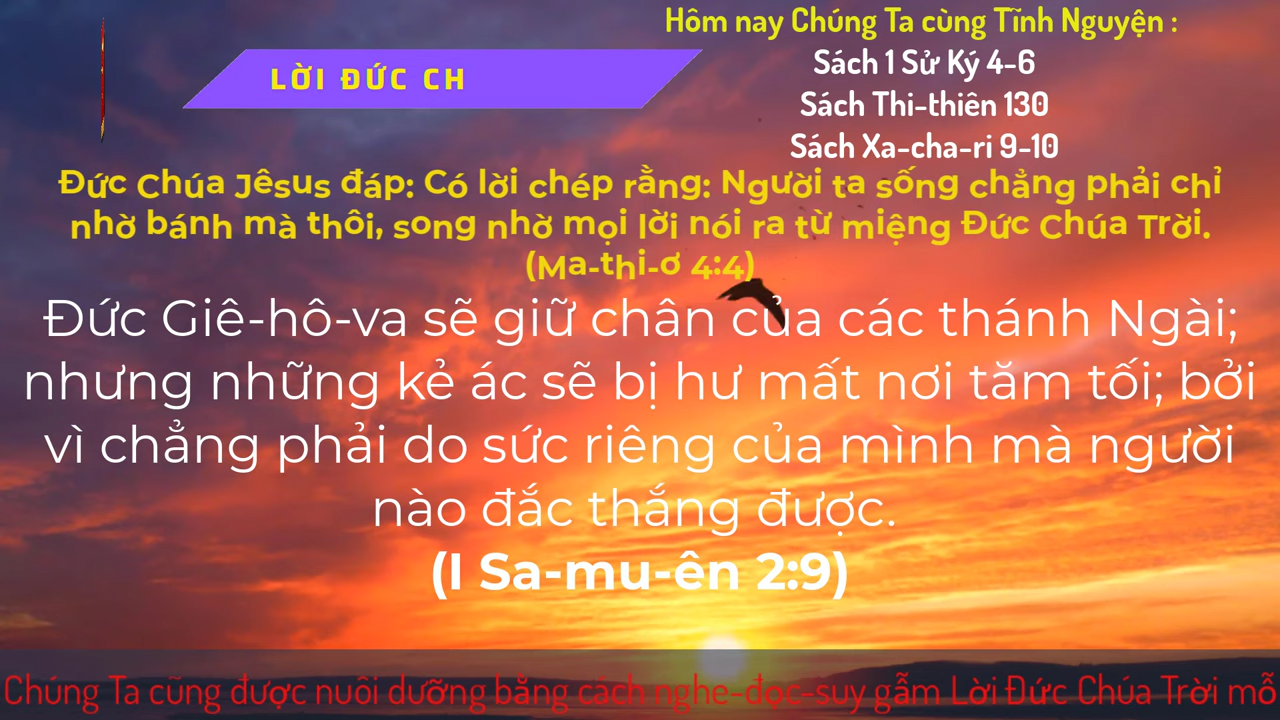 Hôm nay Chúng Ta cùng Tĩnh Nguyện :
Sách 1 Sử Ký 4-6
Sách Thi-thiên 130
Sách Xa-cha-ri 9-10
LỜI ĐỨC CH
Đức Chúa Jêsus đáp: Có lời chép rằng: Người ta sống chẳng phải chỉ
nhờ bánh mà thôi, song nhờ mọi lời nói ra từ miệng Đức Chúa Trời.
(Ma-thi-ơ 4:4)
Đức Giê-hô-va sẽ giữ chân của các thánh Ngài;
nhưng những kẻ ác sẽ bị hư mất nơi tăm tối; bởi
vì chẳng phải do sức riêng của mình mà người
nào đắc thắng được.
(I Sa-mu-ên 2:9)
Chúng Ta cũng được nuôi dưỡng bằng cách nghe-đọc-suy gẫm Lời Đức Chúa Trời mỗ